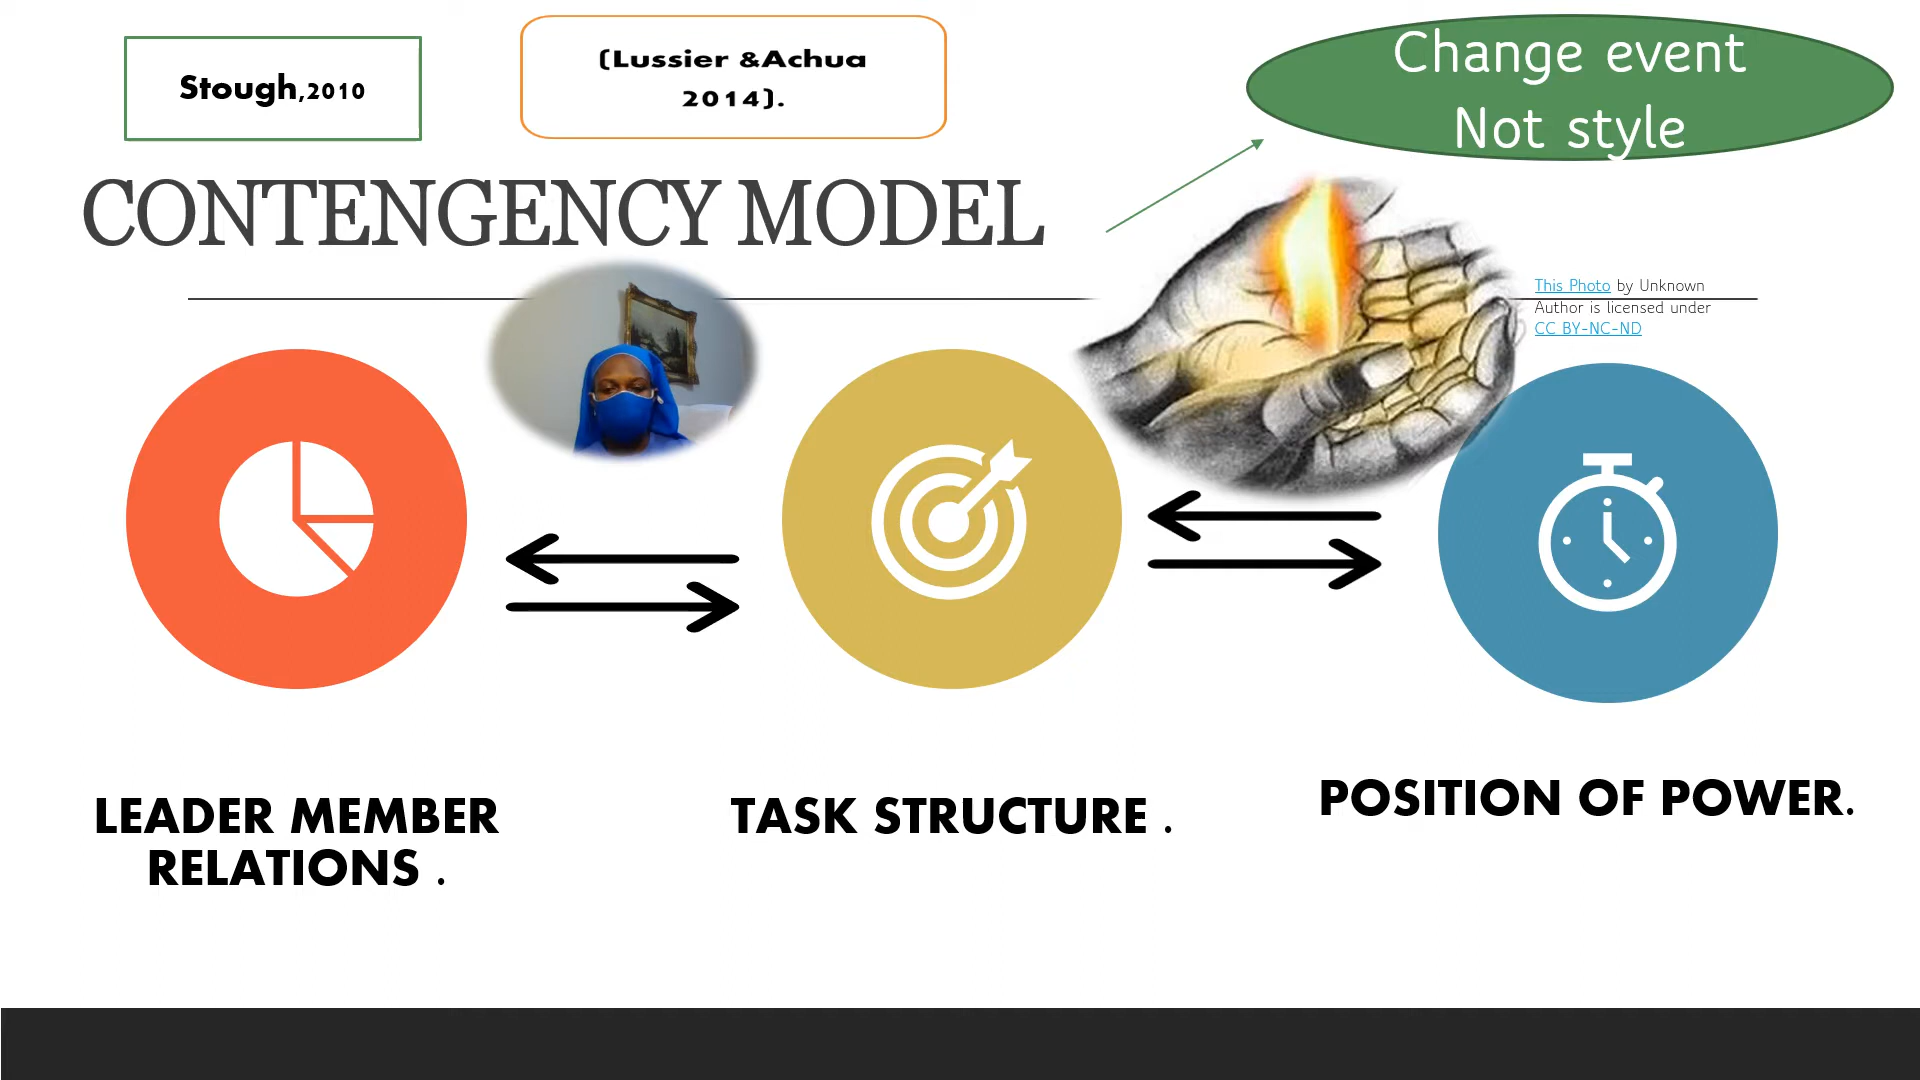 Stough,2010
(Lussier &Achua
2014).
Change event
Not style
CONTENGENCY MODEL
This Photo by Unknown
Author is licensed under
CC BY-NC-ND
LEADER MEMBER
RELATIONS .
TASK STRUCTURE .
POSITION OF POWER.